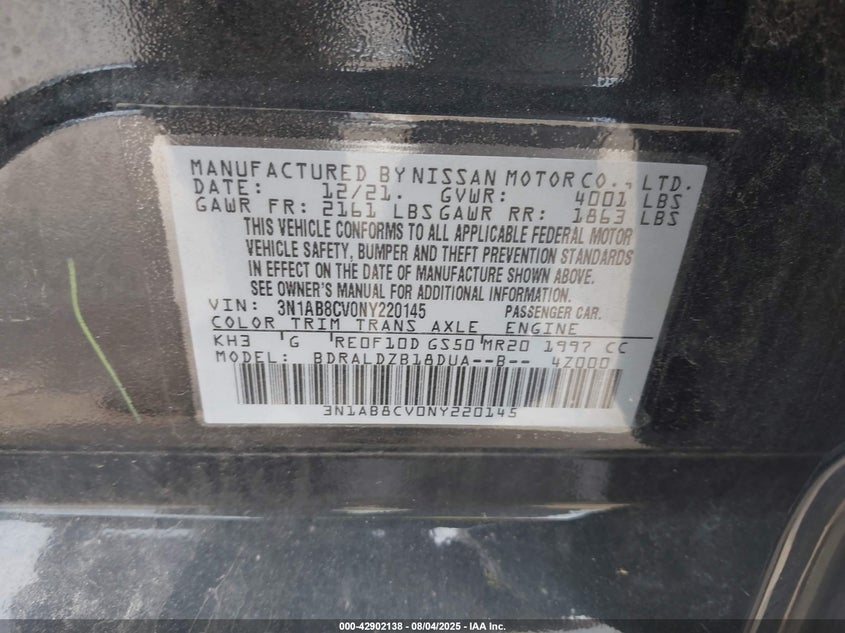 MANUFACTURED BY NISSAN MOTOR CO., LTD.
DATE: 12/21. GVWR: 4001 LBS
GAWR FR: 2161 LBS GAWR RR: 1863 LBS
THIS VEHICLE CONFORMS TO ALL APPLICABLE FEDERAL MOTOR
VEHICLE SAFETY, BUMPER AND THEFT PREVENTION STANDARDS
IN EFFECT ON THE DATE OF MANUFACTURE SHOWN ABOVE.
SEE OWNER'S MANUAL FOR ADDITIONAL INFORMATION.
VIN: 3N1AB8CV0NY220145 PASSENGER CAR.
COLOR TRIM TRANS AXLE ENGINE
KH3 G RE0F10D GS50 MR20 1997 CC
MODEL: BDRALDZB18DUA--B-- 4Z000
3N1AB8CV0NY220145
000-42902138 - 08/04/2025 - IAA Inc.